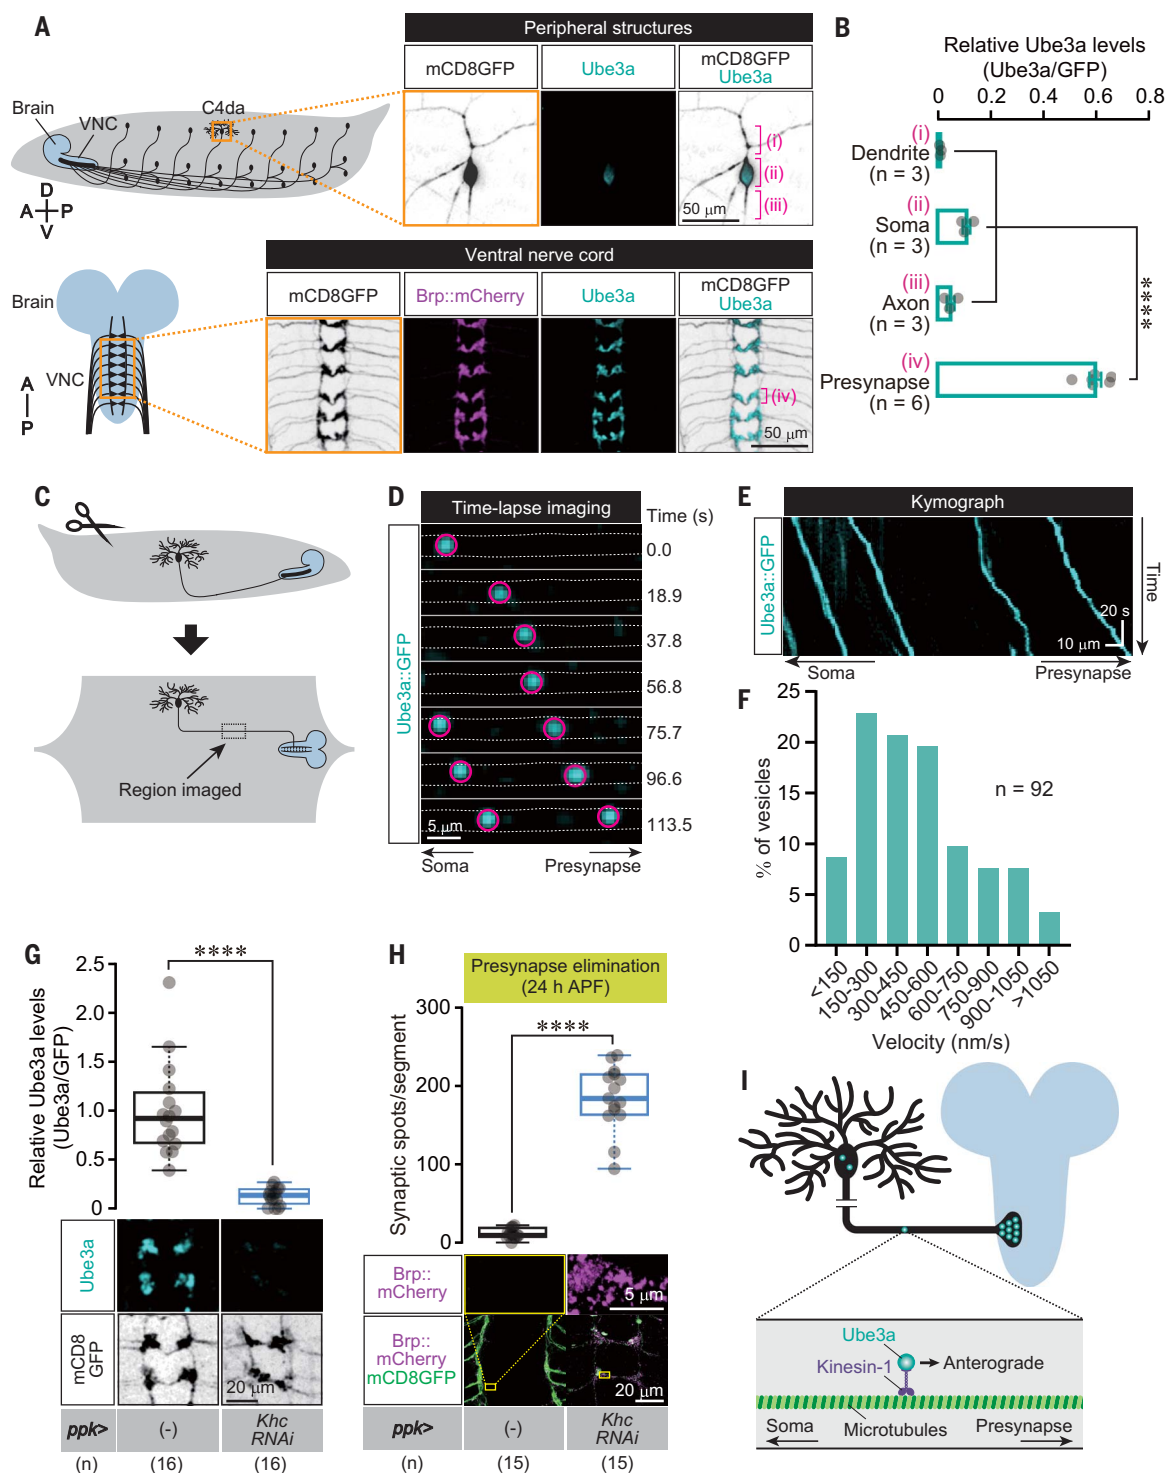 A
Peripheral structures
mCD8GFP
Ube3a
mCD8GFP
Ube3a
Brain
VNC
C4da
D
A
P
V
(i)
(ii)
(iii)
50 µm
Ventral nerve cord
mCD8GFP
Brp::mCherry
Ube3a
mCD8GFP
Ube3a
Brain
VNC
A
P
(iv)
50 µm
B
Relative Ube3a levels
(Ube3a/GFP)
0 0.2 0.4 0.6 0.8
(i)
Dendrite
(n = 3)
(ii)
Soma
(n = 3)
(iii)
Axon
(n = 3)
(iv)
Presynapse
(n = 6)
****
C
Region imaged
D
Time-lapse imaging
Time (s)
Ube3a::GFP
0.0
18.9
37.8
56.8
75.7
96.6
113.5
5 µm
Soma
Presynapse
E
Kymograph
Ube3a::GFP
Time
20 s
10 µm
Soma
Presynapse
F
% of vesicles
25
20
15
10
5
0
n = 92
<150
150-300
300-450
450-600
600-750
750-900
900-1050
>1050
Velocity (nm/s)
G
Relative Ube3a levels
(Ube3a/GFP)
2.5
2.0
1.5
1.0
0.5
0
****
Ube3a
mCD8
GFP
20 µm
ppk>
(-)
Khc
RNAi
(n)
(16)
(16)
H
Presynapse elimination
(24 h APF)
Synaptic spots/segment
300
200
100
0
****
Brp::
mCherry
5 µm
Brp::
mCherry
mCD8GFP
20 µm
ppk>
(-)
Khc
RNAi
(n)
(15)
(15)
I
Ube3a
Kinesin-1
Anterograde
Microtubules
Soma
Presynapse